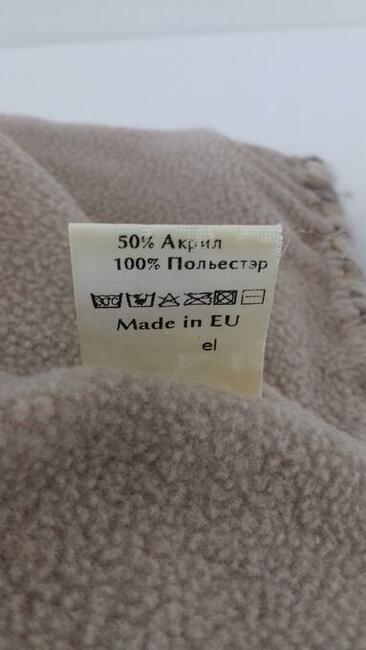 50% Акрил
100% Польестэр
Made in EU
el